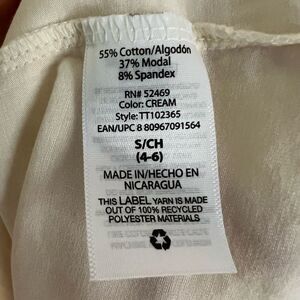 55% Cotton/Algodón
37% Modal
8% Spandex
RN# 52469
Color: CREAM
Style: TT102365
EAN/UPC 8 80967091564
S/CH
(4-6)
MADE IN/HECHO EN
NICARAGUA
THIS LABEL YARN IS MADE
OUT OF 100% RECYCLED
POLYESTER MATERIALS